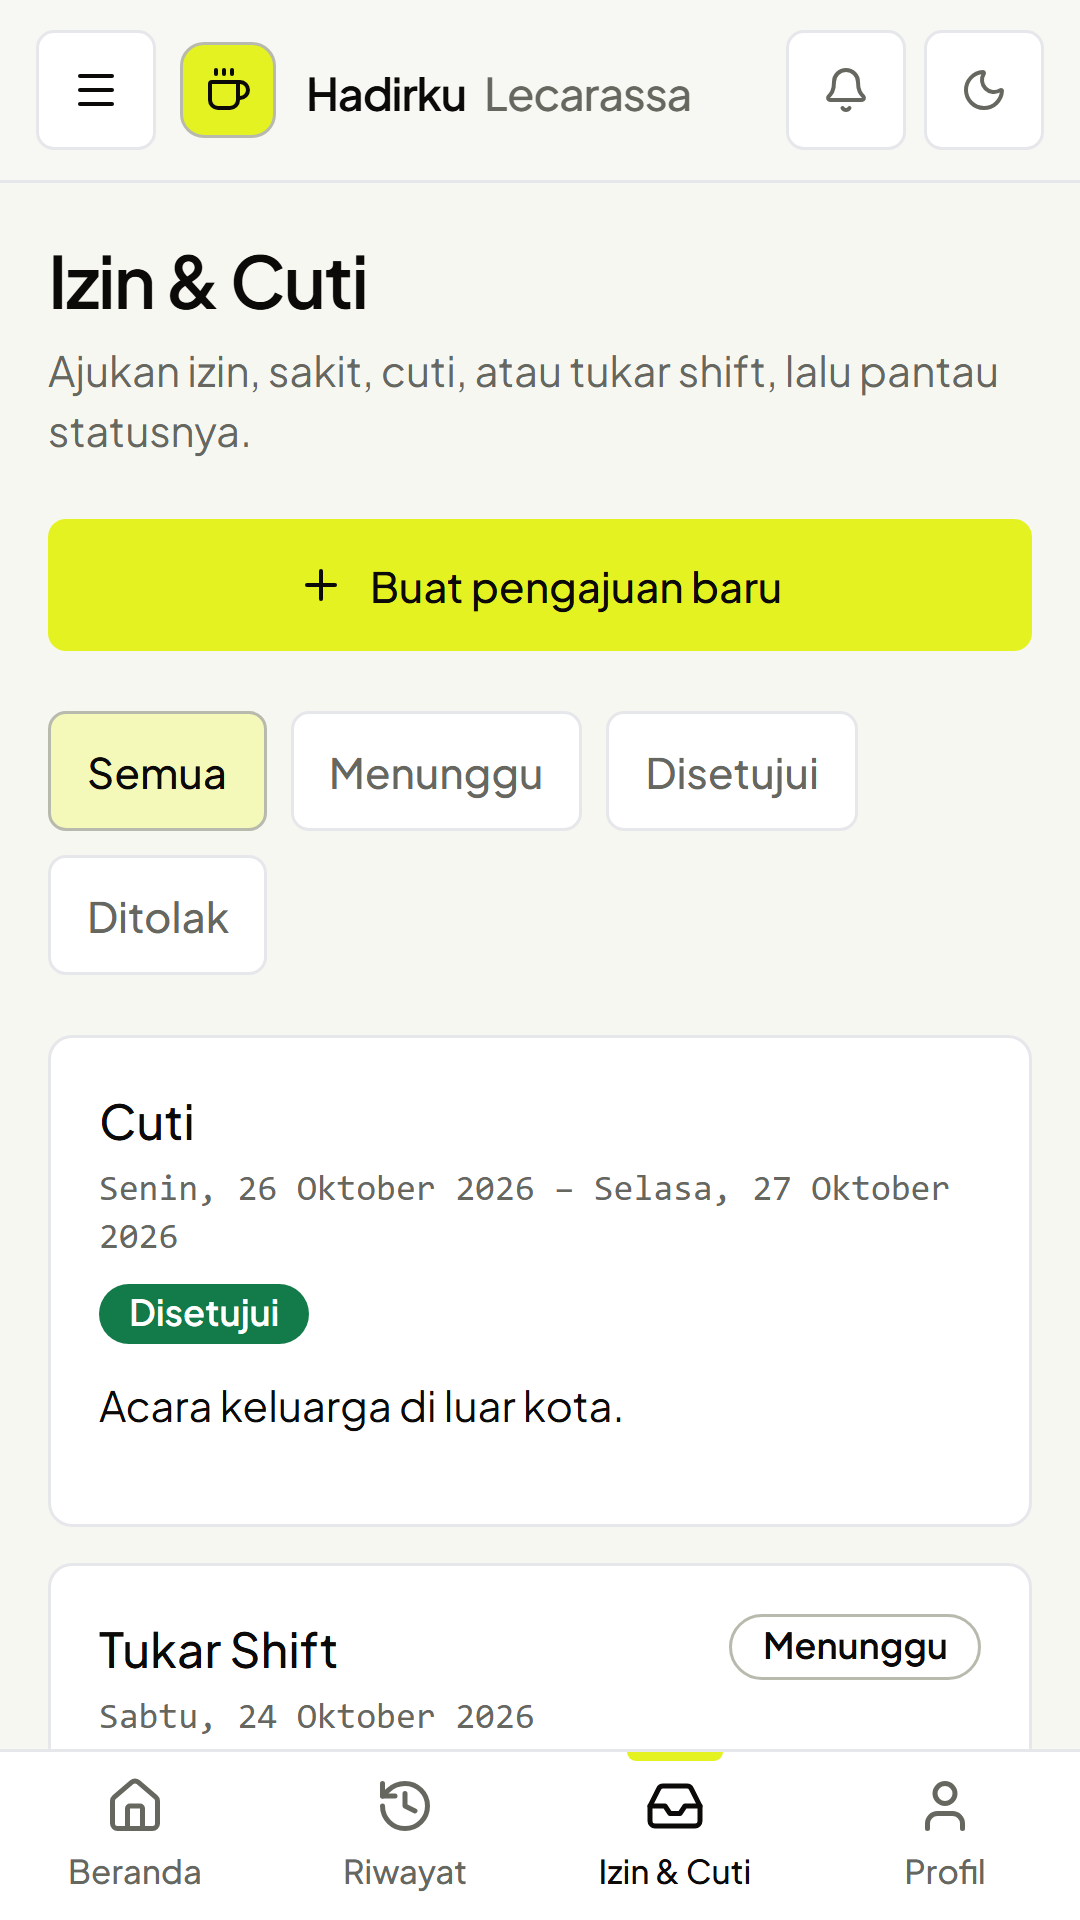 Hadirku Lecarassa
Izin & Cuti
Ajukan izin, sakit, cuti, atau tukar shift, lalu pantau
statusnya.
Buat pengajuan baru
Semua
Menunggu
Disetujui
Ditolak
Cuti
Senin, 26 Oktober 2026 – Selasa, 27 Oktober
2026
Disetujui
Acara keluarga di luar kota.
Tukar Shift
Menunggu
Sabtu, 24 Oktober 2026
Beranda
Riwayat
Izin & Cuti
Profil